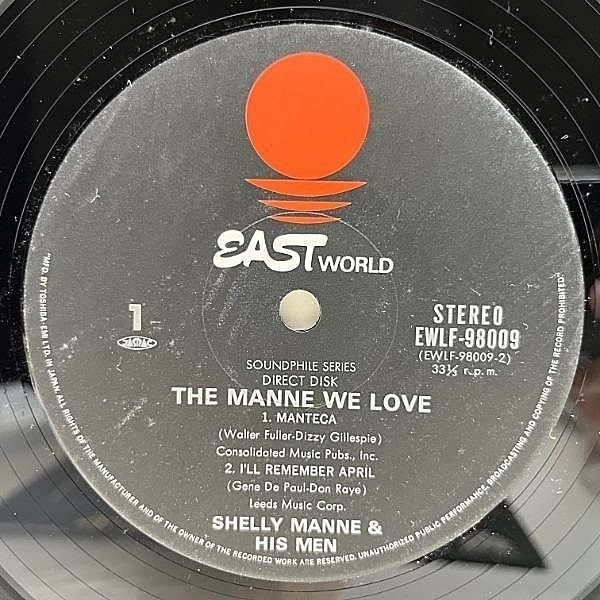 EAST WORLD
1
JASRAC
STEREO
EWLF-98009
(EWLF-98009-2)
33⅓ r.p.m.
SOUNDPHILE SERIES
DIRECT DISK
THE MANNE WE LOVE
1. MANTECA
(Walter Fuller-Dizzy Gillespie)
Consolidated Music Pubs., Inc.
2. I'LL REMEMBER APRIL
(Gene De Paul-Don Raye)
Leeds Music Corp.
SHELLY MANNE &
HIS MEN
"MFD. BY TOSHIBA-EMI LTD. IN JAPAN. ALL RIGHTS OF THE MANUFACTURER AND OF THE OWNER OF THE RECORDED WORK ARE RESERVED. UNAUTHORIZED PUBLIC PERFORMANCE, BROADCASTING AND COPYING OF THE RECORD PROHIBITED."